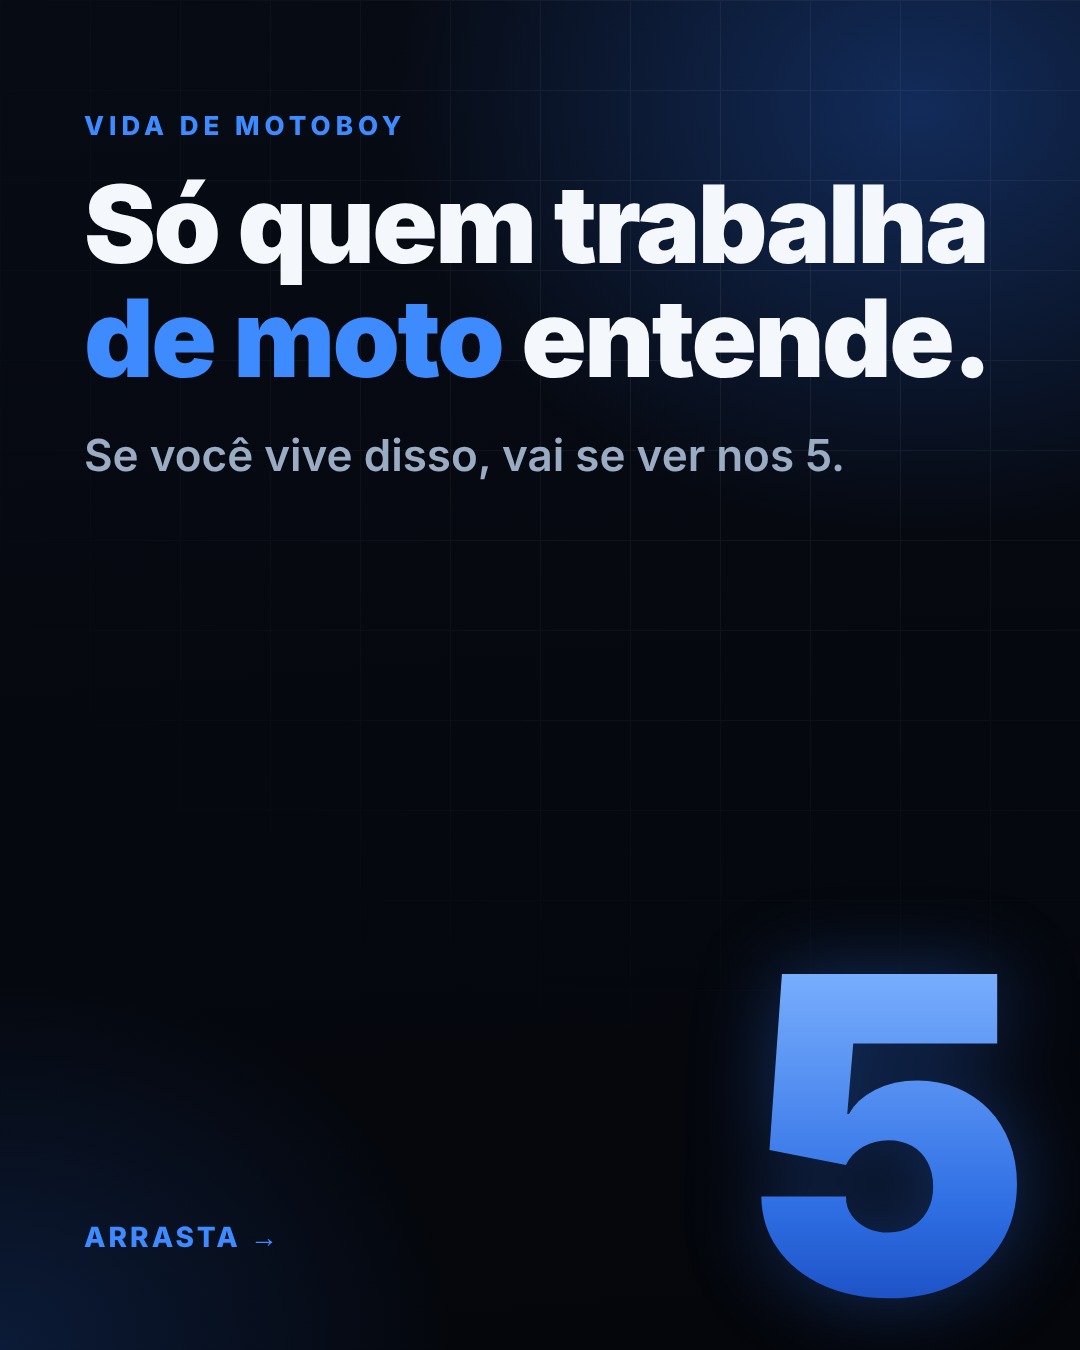 VIDA DE MOTOBOY
Só quem trabalha
de moto entende.
Se você vive disso, vai se ver nos 5.
5
ARRASTA →